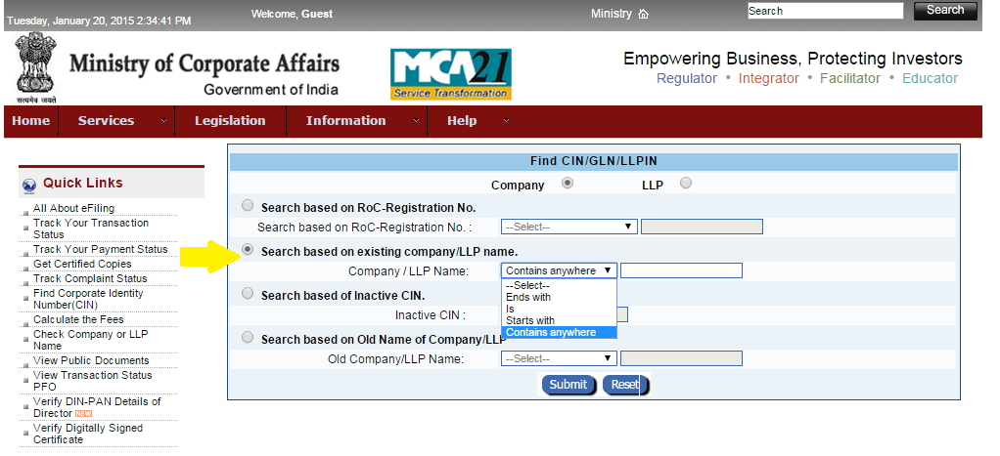 Tuesday, January 20, 2015 2:34:41 PM
Welcome, Guest
Ministry
Search
Search
सत्यमेव जयते
Ministry of Corporate Affairs
Government of India
MCA21
Service Transformation
Empowering Business, Protecting Investors
Regulator • Integrator • Facilitator • Educator
Home
Services
Legislation
Information
Help
Quick Links
All About eFiling
Track Your Transaction
Status
Track Your Payment Status
Get Certified Copies
Track Complaint Status
Find Corporate Identity
Number(CIN)
Calculate the Fees
Check Company or LLP
Name
View Public Documents
View Transaction Status
PFO
Verify DIN-PAN Details of
Director NEW
Verify Digitally Signed
Certificate
Find CIN/GLN/LLPIN
Company LLP
Search based on RoC-Registration No.
Search based on RoC-Registration No. : --Select--
Search based on existing company/LLP name.
Company / LLP Name: Contains anywhere
--Select--
Ends with
Is
Starts with
Contains anywhere
Search based of Inactive CIN.
Inactive CIN :
Search based on Old Name of Company/LLP
Old Company/LLP Name: --Select--
Submit Reset